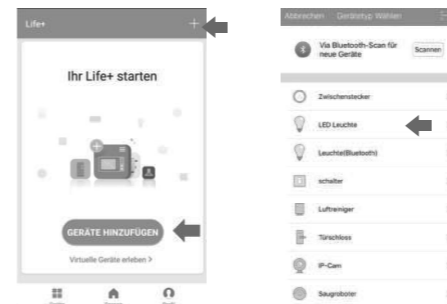 Life+
Ihr Life+ starten
GERÄTE HINZUFÜGEN
Virtuelle Geräte erleben >
Abbrechen Gerätetyp Wählen
Via Bluetooth-Scan für
neue Geräte
Scannen
Zwischenstecker
LED Leuchte
Leuchte(Bluetooth)
schalter
Luftreiniger
Türschloss
IP-Cam
Saugroboter